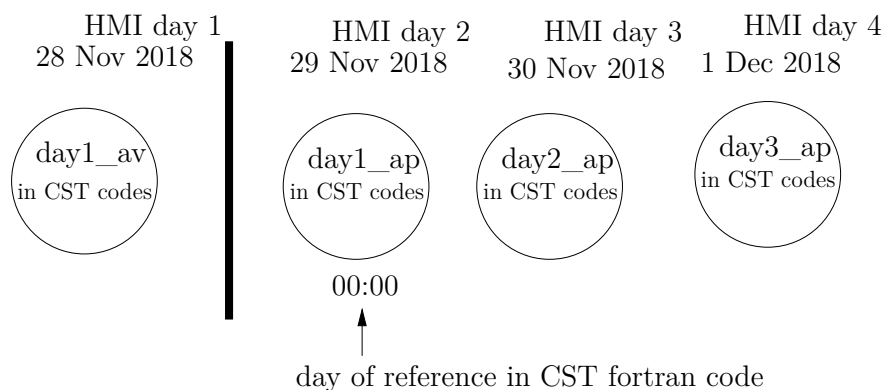 HMI day 1
28 Nov 2018
HMI day 2
29 Nov 2018
HMI day 3
30 Nov 2018
HMI day 4
1 Dec 2018
day1_av
in CST codes
day1_ap
in CST codes
day2_ap
in CST codes
day3_ap
in CST codes
00:00
day of reference in CST fortran code